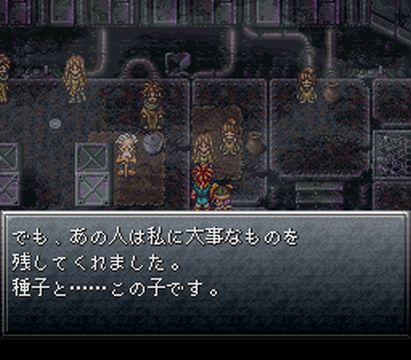 でも、あの人は私に大事なものを
残してくれました。
種子と……この子です。